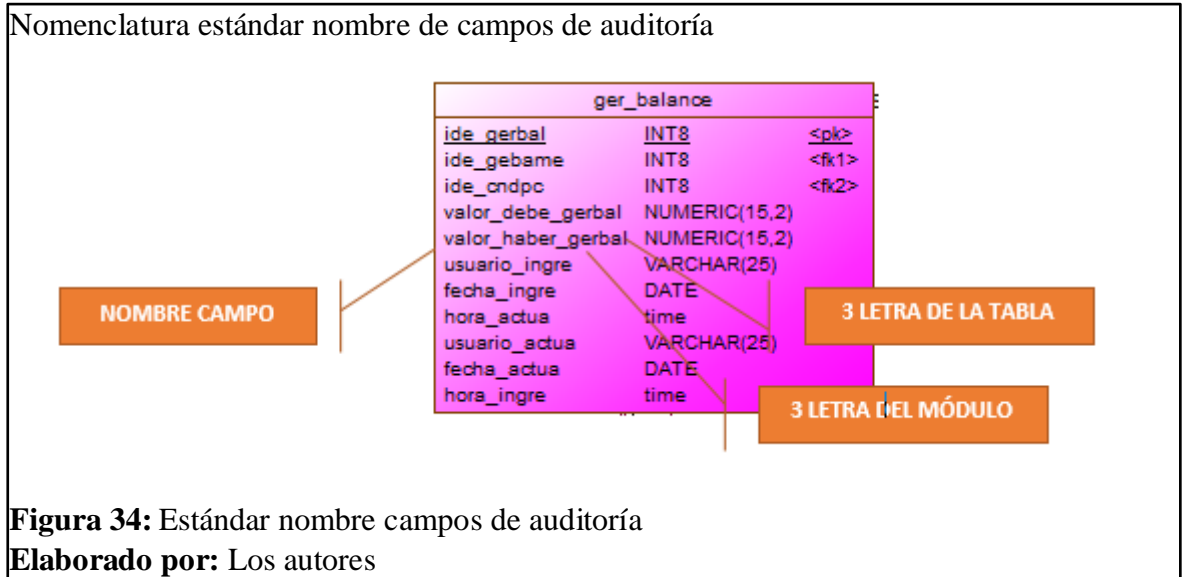 Nomenclatura estándar nombre de campos de auditoría
ger_balance
ide_gerbal INT8 <pk>
ide_gebame INT8 <fk1>
ide_cndpc INT8 <fk2>
valor_debe_gerbal NUMERIC(15,2)
valor_haber_gerbal NUMERIC(15,2)
usuario_ingre VARCHAR(25)
fecha_ingre DATE
hora_actua time
usuario_actua VARCHAR(25)
fecha_actua DATE
hora_ingre time
NOMBRE CAMPO
3 LETRA DE LA TABLA
3 LETRA DEL MÓDULO
Figura 34: Estándar nombre campos de auditoría
Elaborado por: Los autores